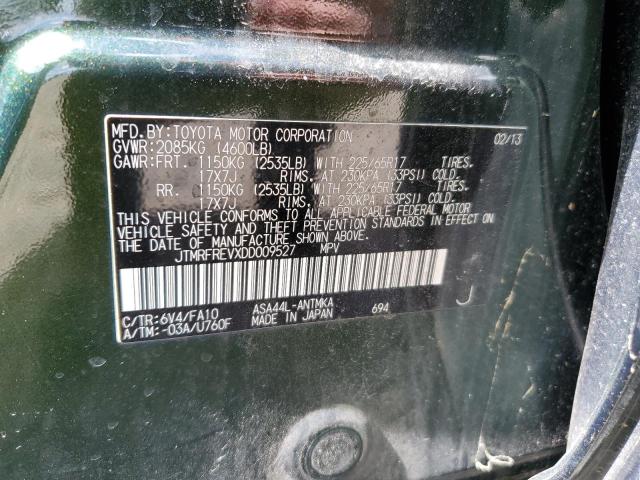 MFD. BY:TOYOTA MOTOR CORPORATION 02/13
GVWR:2085KG (4600LB)
GAWR:FRT. 1150KG (2535LB) WITH 225/65R17 TIRES.
17X7J RIMS. AT 230KPA (33PSI) COLD.
RR. 1150KG (2535LB) WITH 225/65R17 TIRES.
17X7J RIMS. AT 230KPA (33PSI) COLD.
THIS VEHICLE CONFORMS TO ALL APPLICABLE FEDERAL MOTOR
VEHICLE SAFETY AND THEFT PREVENTION STANDARDS IN EFFECT ON
THE DATE OF MANUFACTURE SHOWN ABOVE.
JTMRFREVXDD009527 MPV
C/TR:6V4/FA10 ASA44L-ANTMKA 694 J
A/TM:-03A/U760F MADE IN JAPAN